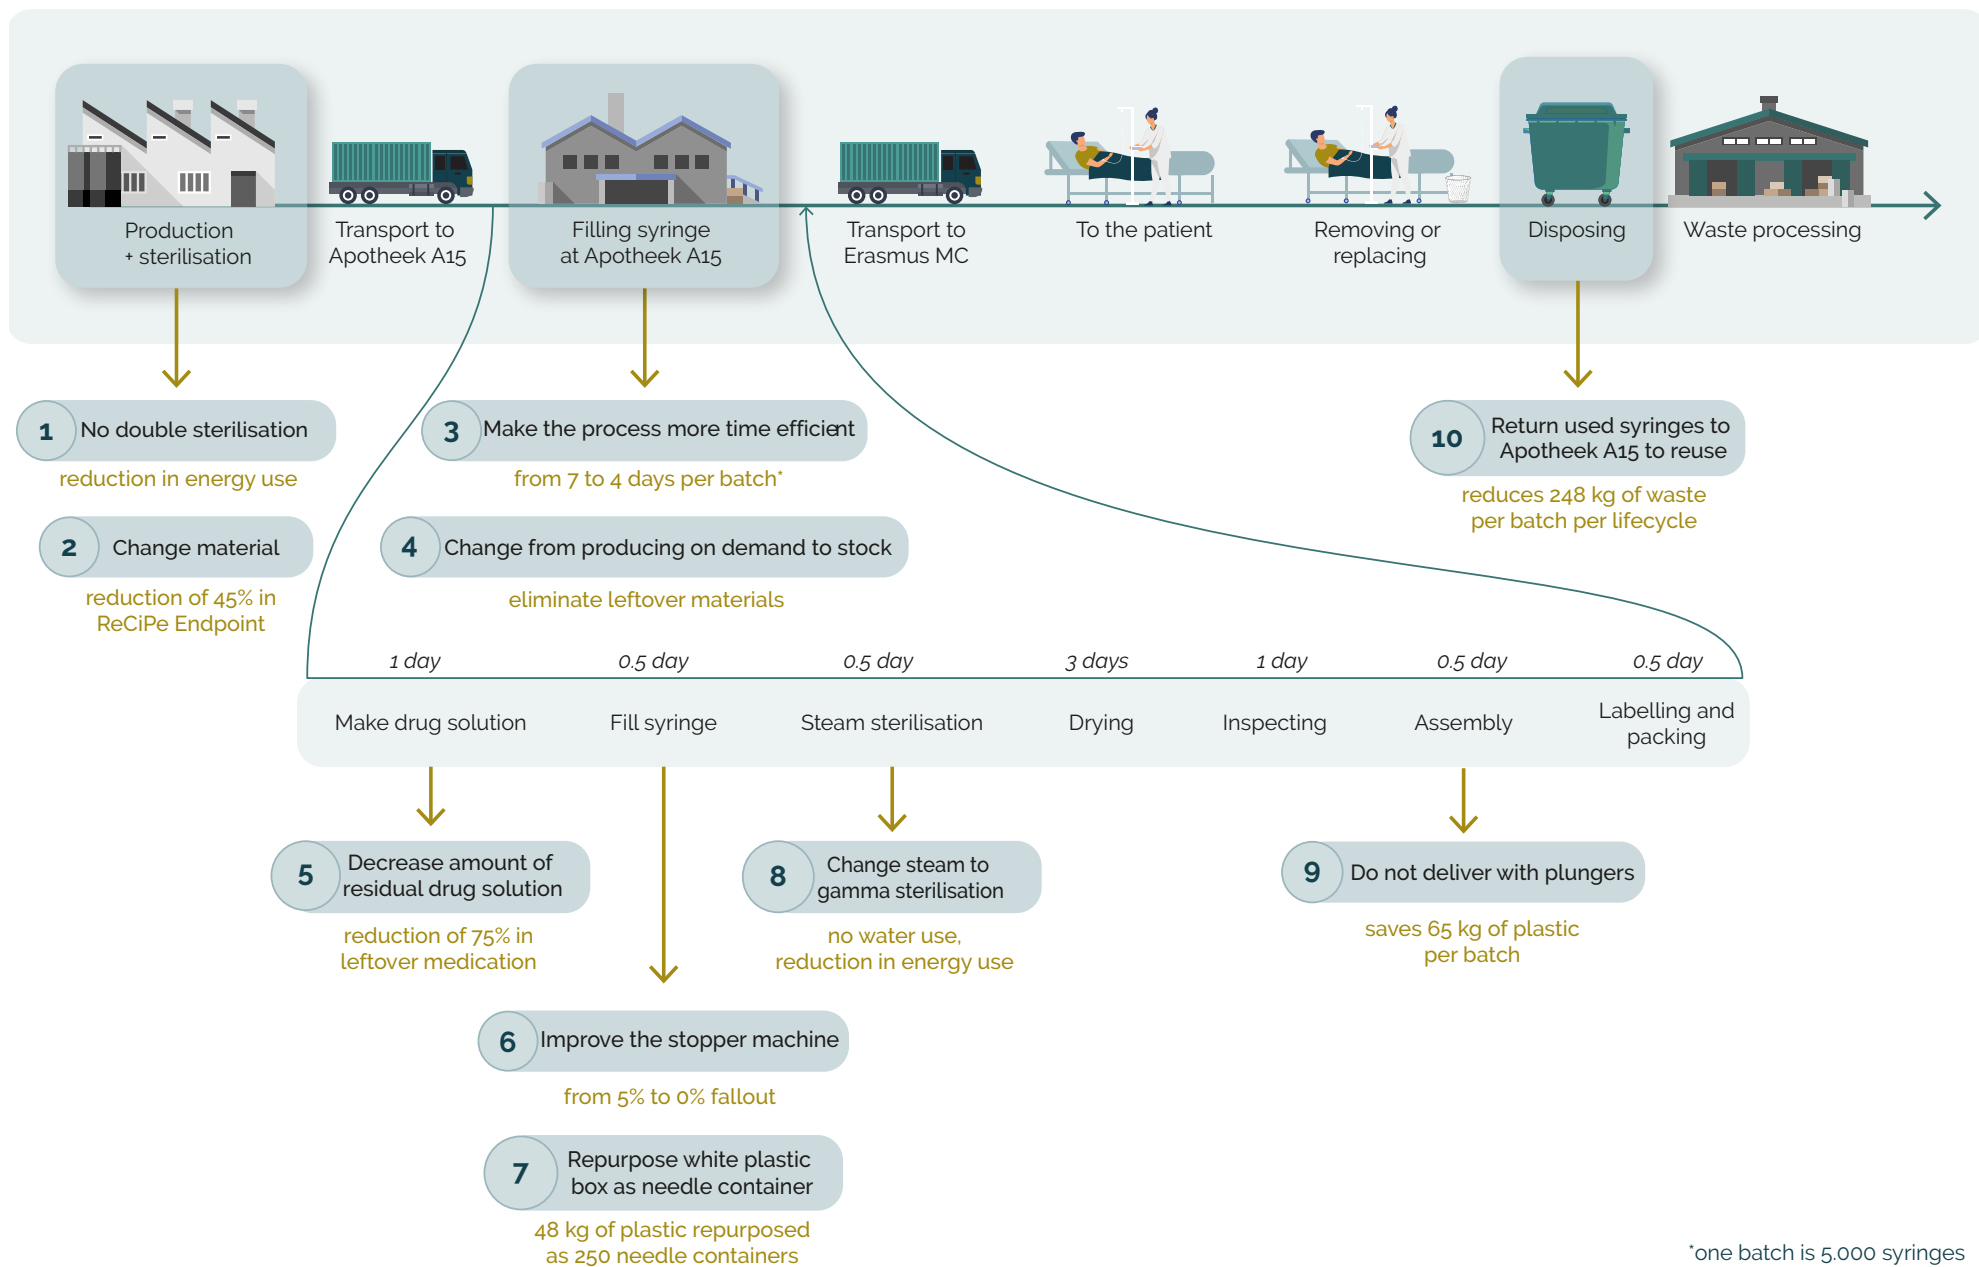 Production
+ sterilisation
Transport to
Apotheek A15
Filling syringe
at Apotheek A15
Transport to
Erasmus MC
To the patient
Removing or
replacing
Disposing
Waste processing
1 No double sterilisation
reduction in energy use
2 Change material
reduction of 45% in
ReCiPe Endpoint
3 Make the process more time efficient
from 7 to 4 days per batch*
4 Change from producing on demand to stock
eliminate leftover materials
10 Return used syringes to
Apotheek A15 to reuse
reduces 248 kg of waste
per batch per lifecycle
1 day
0.5 day
0.5 day
3 days
1 day
0.5 day
0.5 day
Make drug solution
Fill syringe
Steam sterilisation
Drying
Inspecting
Assembly
Labelling and
packing
5 Decrease amount of
residual drug solution
reduction of 75% in
leftover medication
8 Change steam to
gamma sterilisation
no water use,
reduction in energy use
9 Do not deliver with plungers
saves 65 kg of plastic
per batch
6 Improve the stopper machine
from 5% to 0% fallout
7 Repurpose white plastic
box as needle container
48 kg of plastic repurposed
as 250 needle containers
*one batch is 5.000 syringes